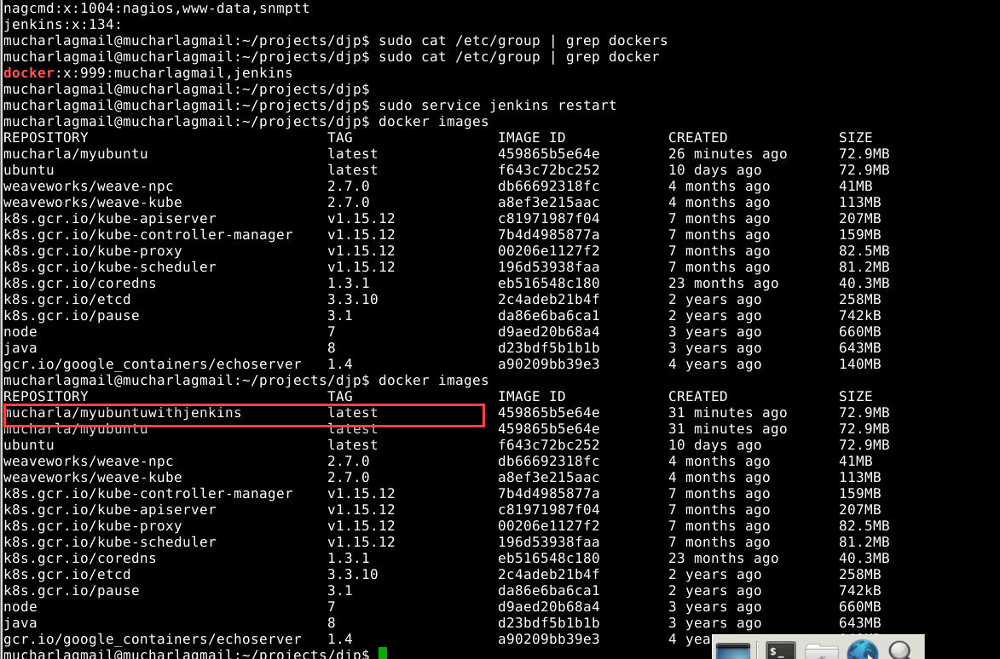 nagcmd:x:1004:nagios,www-data,snmptt
jenkins:x:134:
mucharlagmail@mucharlagmail:~/projects/djp$ sudo cat /etc/group | grep dockers
mucharlagmail@mucharlagmail:~/projects/djp$ sudo cat /etc/group | grep docker
docker:x:999:mucharlagmail,jenkins
mucharlagmail@mucharlagmail:~/projects/djp$
mucharlagmail@mucharlagmail:~/projects/djp$ sudo service jenkins restart
mucharlagmail@mucharlagmail:~/projects/djp$ docker images
REPOSITORY TAG IMAGE ID CREATED SIZE
mucharla/myubuntu latest 459865b5e64e 26 minutes ago 72.9MB
ubuntu latest f643c72bc252 10 days ago 72.9MB
weaveworks/weave-npc 2.7.0 db66692318fc 4 months ago 41MB
weaveworks/weave-kube 2.7.0 a8ef3e215aac 4 months ago 113MB
k8s.gcr.io/kube-apiserver v1.15.12 c81971987f04 7 months ago 207MB
k8s.gcr.io/kube-controller-manager v1.15.12 7b4d4985877a 7 months ago 159MB
k8s.gcr.io/kube-proxy v1.15.12 00206e1127f2 7 months ago 82.5MB
k8s.gcr.io/kube-scheduler v1.15.12 196d53938faa 7 months ago 81.2MB
k8s.gcr.io/coredns 1.3.1 eb516548c180 23 months ago 40.3MB
k8s.gcr.io/etcd 3.3.10 2c4adeb21b4f 2 years ago 258MB
k8s.gcr.io/pause 3.1 da86e6ba6ca1 2 years ago 742kB
node 7 d9aed20b68a4 3 years ago 660MB
java 8 d23bdf5b1b1b 3 years ago 643MB
gcr.io/google_containers/echoserver 1.4 a90209bb39e3 4 years ago 140MB
mucharlagmail@mucharlagmail:~/projects/djp$ docker images
REPOSITORY TAG IMAGE ID CREATED SIZE
mucharla/myubuntuwithjenkins latest 459865b5e64e 31 minutes ago 72.9MB
mucharla/myubuntu latest 459865b5e64e 31 minutes ago 72.9MB
ubuntu latest f643c72bc252 10 days ago 72.9MB
weaveworks/weave-npc 2.7.0 db66692318fc 4 months ago 41MB
weaveworks/weave-kube 2.7.0 a8ef3e215aac 4 months ago 113MB
k8s.gcr.io/kube-controller-manager v1.15.12 7b4d4985877a 7 months ago 159MB
k8s.gcr.io/kube-apiserver v1.15.12 c81971987f04 7 months ago 207MB
k8s.gcr.io/kube-proxy v1.15.12 00206e1127f2 7 months ago 82.5MB
k8s.gcr.io/kube-scheduler v1.15.12 196d53938faa 7 months ago 81.2MB
k8s.gcr.io/coredns 1.3.1 eb516548c180 23 months ago 40.3MB
k8s.gcr.io/etcd 3.3.10 2c4adeb21b4f 2 years ago 258MB
k8s.gcr.io/pause 3.1 da86e6ba6ca1 2 years ago 742kB
node 7 d9aed20b68a4 3 years ago 660MB
java 8 d23bdf5b1b1b 3 years ago 643MB
gcr.io/google_containers/echoserver 1.4 a90209bb39e3 4 yea
mucharlagmail@mucharlagmail:~/projects/djp$